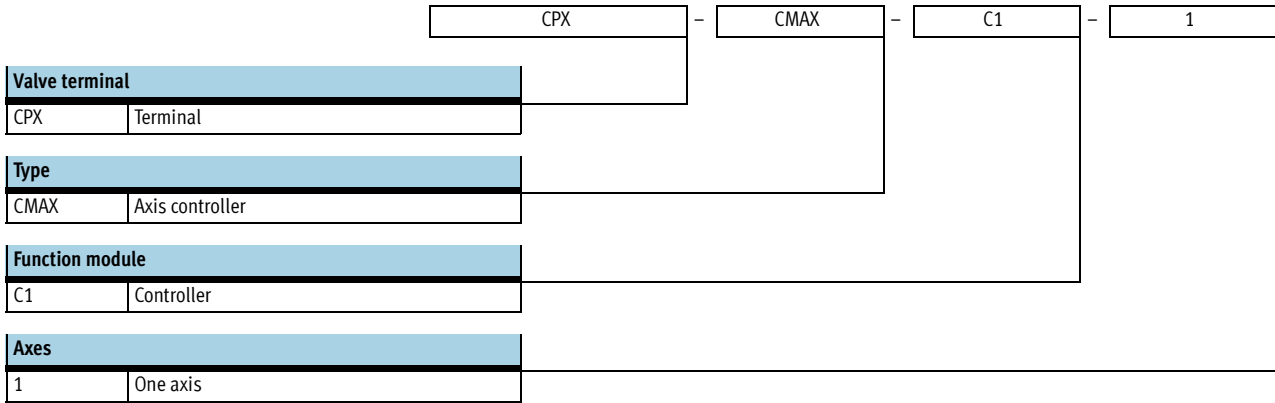 CPX – CMAX – C1 – 1
Valve terminal
CPX Terminal
Type
CMAX Axis controller
Function module
C1 Controller
Axes
1 One axis